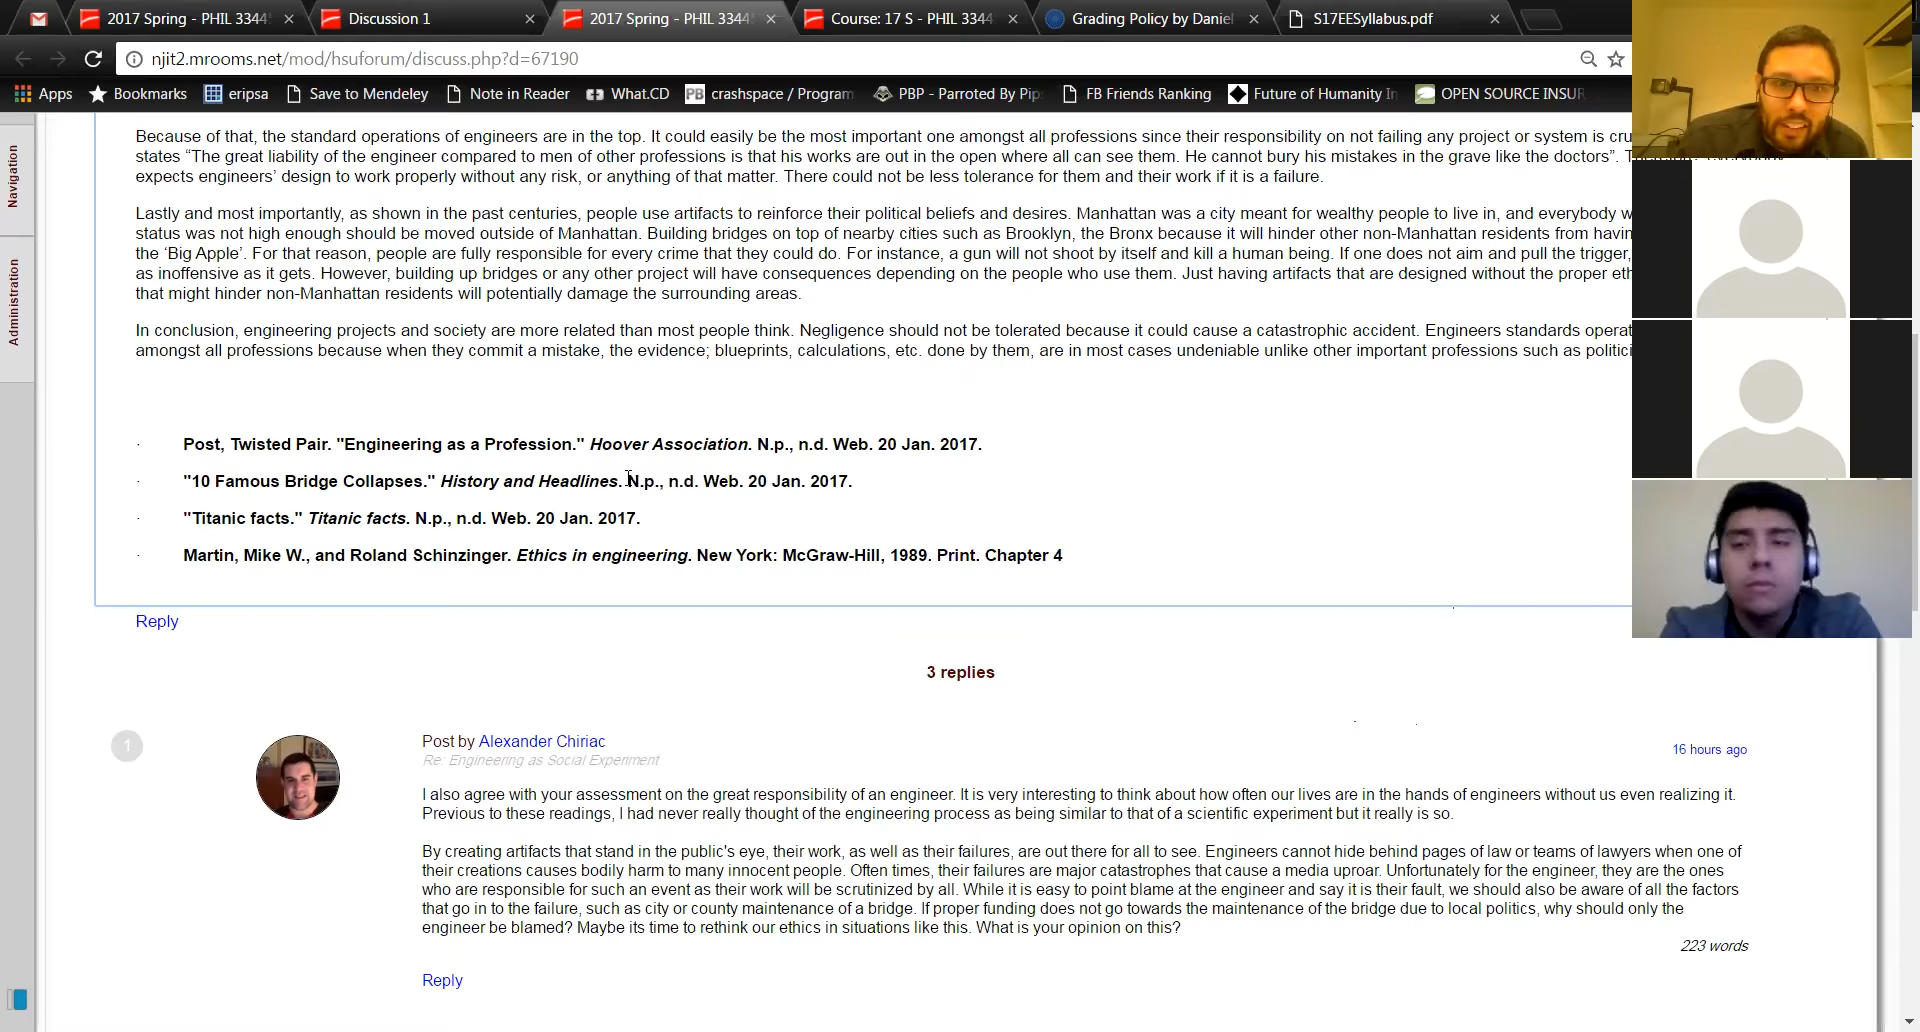 2017 Spring - PHIL 3344
Discussion 1
2017 Spring - PHIL 3344
Course: 17 S - PHIL 3344
Grading Policy by Daniel
S17EESyllabus.pdf
njit2.mrooms.net/mod/hsuforum/discuss.php?d=67190
Apps
Bookmarks
eripsa
Save to Mendeley
Note in Reader
What.CD
PB crashspace / Program
PBP - Parroted By Pip
FB Friends Ranking
Future of Humanity In
OPEN SOURCE INSUR
Navigation
Administration
Because of that, the standard operations of engineers are in the top. It could easily be the most important one amongst all professions since their responsibility on not failing any project or system is cru
states “The great liability of the engineer compared to men of other professions is that his works are out in the open where all can see them. He cannot bury his mistakes in the grave like the doctors”.
expects engineers’ design to work properly without any risk, or anything of that matter. There could not be less tolerance for them and their work if it is a failure.
Lastly and most importantly, as shown in the past centuries, people use artifacts to reinforce their political beliefs and desires. Manhattan was a city meant for wealthy people to live in, and everybody w
status was not high enough should be moved outside of Manhattan. Building bridges on top of nearby cities such as Brooklyn, the Bronx because it will hinder other non-Manhattan residents from havin
the ‘Big Apple’. For that reason, people are fully responsible for every crime that they could do. For instance, a gun will not shoot by itself and kill a human being. If one does not aim and pull the trigger,
as inoffensive as it gets. However, building up bridges or any other project will have consequences depending on the people who use them. Just having artifacts that are designed without the proper eth
that might hinder non-Manhattan residents will potentially damage the surrounding areas.
In conclusion, engineering projects and society are more related than most people think. Negligence should not be tolerated because it could cause a catastrophic accident. Engineers standards operat
amongst all professions because when they commit a mistake, the evidence; blueprints, calculations, etc. done by them, are in most cases undeniable unlike other important professions such as politici
· Post, Twisted Pair. "Engineering as a Profession." Hoover Association. N.p., n.d. Web. 20 Jan. 2017.
· "10 Famous Bridge Collapses." History and Headlines. N.p., n.d. Web. 20 Jan. 2017.
· "Titanic facts." Titanic facts. N.p., n.d. Web. 20 Jan. 2017.
· Martin, Mike W., and Roland Schinzinger. Ethics in engineering. New York: McGraw-Hill, 1989. Print. Chapter 4
Reply
3 replies
1
Post by Alexander Chiriac
Re: Engineering as Social Experiment
16 hours ago
I also agree with your assessment on the great responsibility of an engineer. It is very interesting to think about how often our lives are in the hands of engineers without us even realizing it.
Previous to these readings, I had never really thought of the engineering process as being similar to that of a scientific experiment but it really is so.
By creating artifacts that stand in the public's eye, their work, as well as their failures, are out there for all to see. Engineers cannot hide behind pages of law or teams of lawyers when one of
their creations causes bodily harm to many innocent people. Often times, their failures are major catastrophes that cause a media uproar. Unfortunately for the engineer, they are the ones
who are responsible for such an event as their work will be scrutinized by all. While it is easy to point blame at the engineer and say it is their fault, we should also be aware of all the factors
that go in to the failure, such as city or county maintenance of a bridge. If proper funding does not go towards the maintenance of the bridge due to local politics, why should only the
engineer be blamed? Maybe its time to rethink our ethics in situations like this. What is your opinion on this?
223 words
Reply